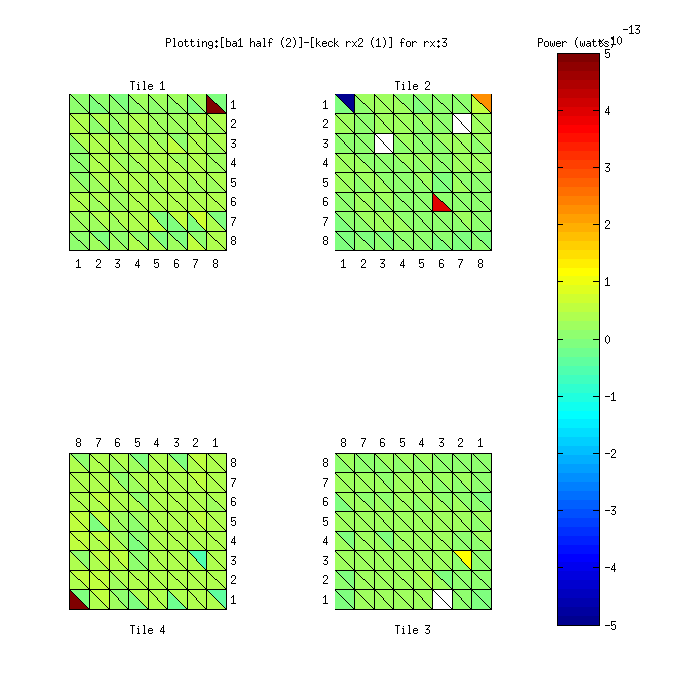 x 10 -13
Plotting:[ba1 half (2)]-[keck rx2 (1)] for rx:3
Power (watts)
Tile 1
Tile 2
1 2 3 4 5 6 7 8
1 2 3 4 5 6 7 8
1 2 3 4 5 6 7 8
1 2 3 4 5 6 7 8
5
4
3
2
1
0
-1
-2
-3
-4
-5
8 7 6 5 4 3 2 1
8 7 6 5 4 3 2 1
8 7 6 5 4 3 2 1
8 7 6 5 4 3 2 1
Tile 4
Tile 3